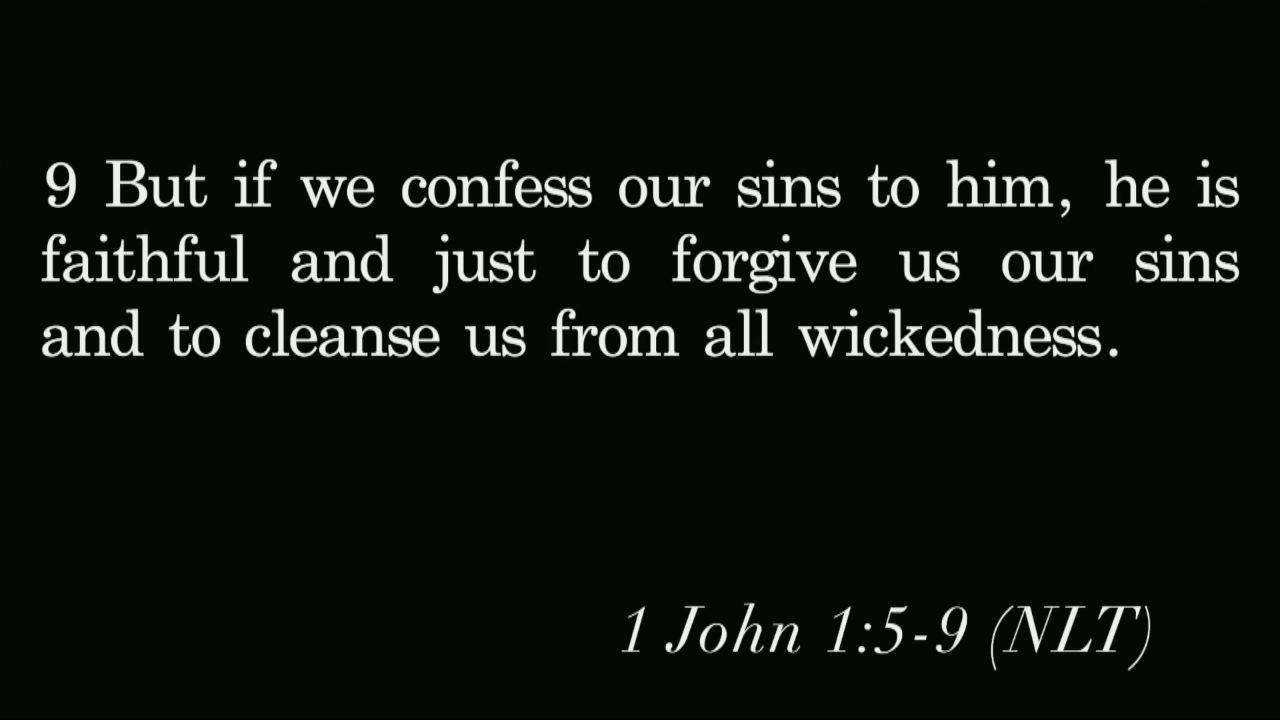 9 But if we confess our sins to him, he is
faithful and just to forgive us our sins
and to cleanse us from all wickedness.
1 John 1:5-9 (NLT)